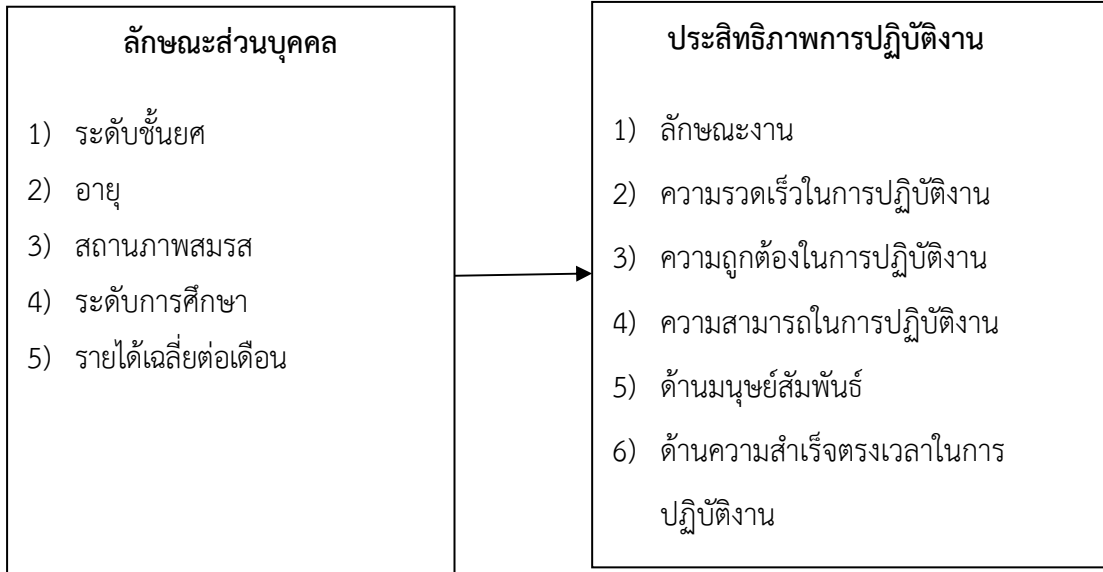 ลักษณะส่วนบุคคล
1) ระดับชั้นยศ
2) อายุ
3) สถานภาพสมรส
4) ระดับการศึกษา
5) รายได้เฉลี่ยต่อเดือน
ประสิทธิภาพการปฏิบัติงาน
1) ลักษณะงาน
2) ความรวดเร็วในการปฏิบัติงาน
3) ความถูกต้องในการปฏิบัติงาน
4) ความสามารถในการปฏิบัติงาน
5) ด้านมนุษย์สัมพันธ์
6) ด้านความสำเร็จตรงเวลาในการ
ปฏิบัติงาน